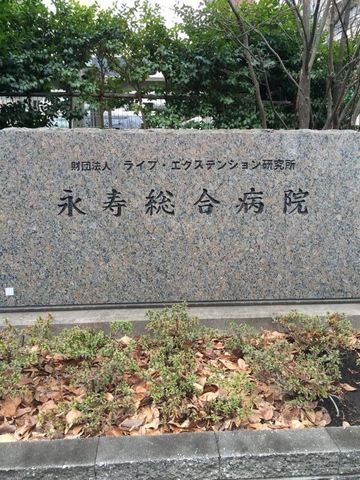 財団法人 ライフ・エクステンション研究所
永寿総合病院